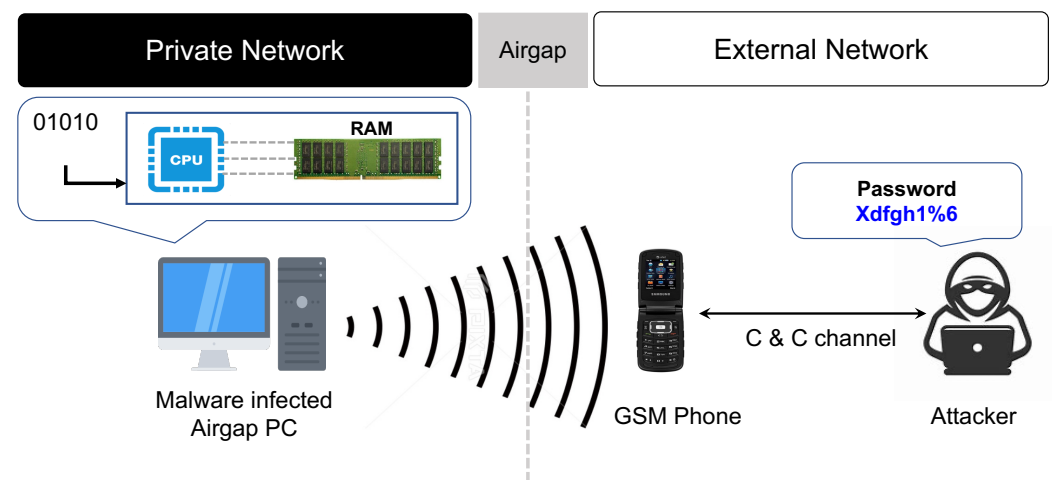 Private Network
Airgap
External Network
01010
CPU
RAM
Password
Xdfgh1%6
SAMSUNG
C & C channel
Malware infected
Airgap PC
GSM Phone
Attacker